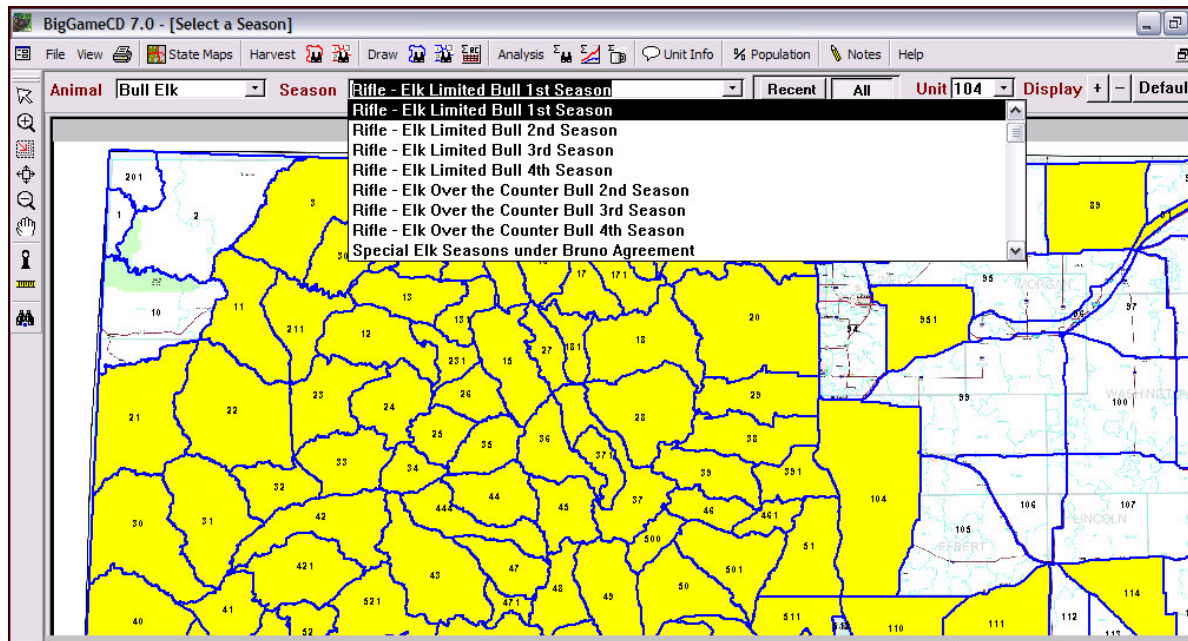 BigGameCD 7.0 - [Select a Season]
File View State Maps Harvest Draw Analysis Unit Info Population Notes Help
Animal Bull Elk Season Rifle - Elk Limited Bull 1st Season Recent All Unit 104 Display + - Defaul
Rifle - Elk Limited Bull 1st Season
Rifle - Elk Limited Bull 2nd Season
Rifle - Elk Limited Bull 3rd Season
Rifle - Elk Limited Bull 4th Season
Rifle - Elk Over the Counter Bull 2nd Season
Rifle - Elk Over the Counter Bull 3rd Season
Rifle - Elk Over the Counter Bull 4th Season
Special Elk Seasons under Bruno Agreement
201
1 2 3 89
17 171
95 MORGAN
10 11 13 97
211 12 131 20 951 96
15 27 181 18 94
231
21 22 23 24 26 29 99 100 WASHINGTON
28
25 35 36 38
33 34 371
32 39 391
30 31 44 45 37 104 106 107
42 444 46 461 LINCOLN
500 51 105 ELBERT
421 43 47 50 501
521 48 49
40 41 52 471 511 110 111 112 114
113